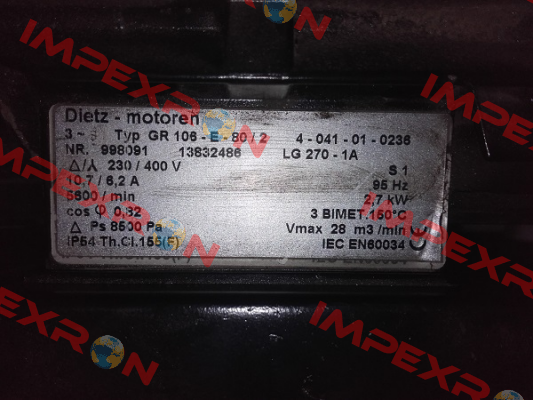 IMPEXRON
IMPEXRON
Dietz - motoren
3 ~ Typ GR 106 - E - 80 / 2 4 - 041 - 01 - 0236
NR. 998091 13832486 LG 270 - 1A
Δ/⅄ 230 / 400 V S 1
10,7 / 6,2 A 95 Hz
5600 / min 2,7 kW
cos φ 0,82 3 BIMET.150°C
Δ Ps 8500 Pa Vmax 28 m3 /min CE
IP54 Th.Cl.155(F) IEC EN60034
IMPEXRON
IMPEXRON